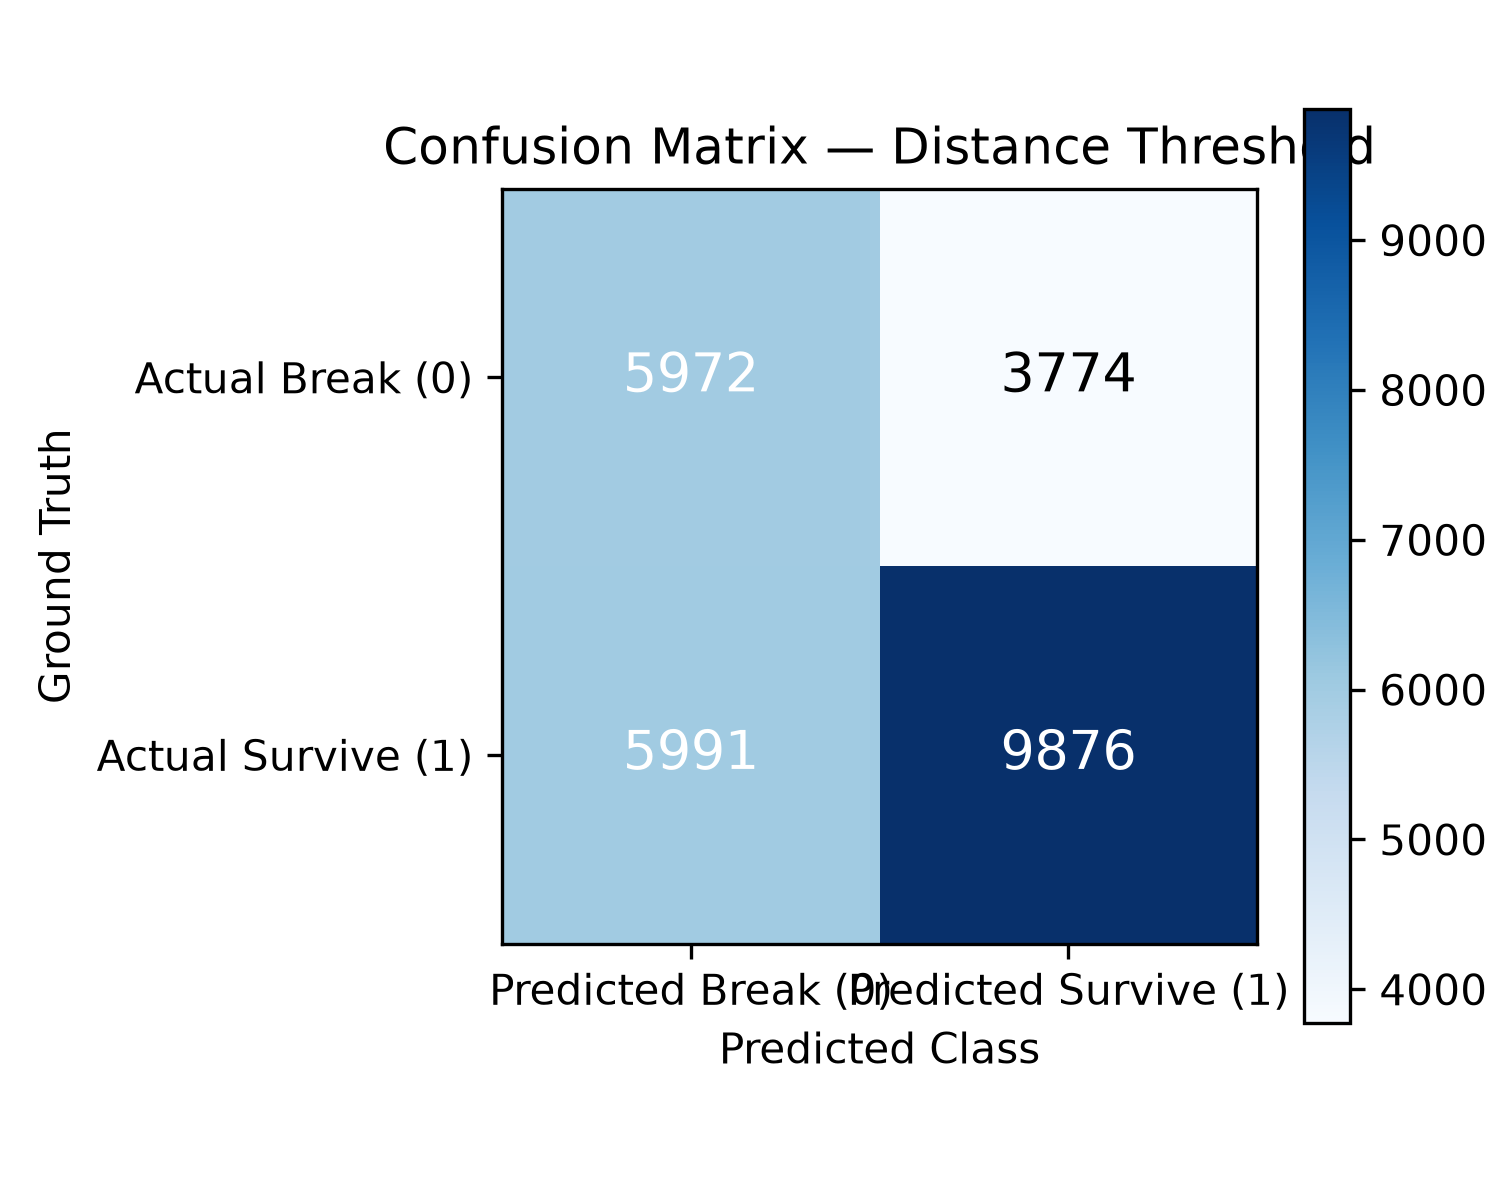 Confusion Matrix — Distance Threshold
9000
8000
7000
6000
5000
4000
Ground Truth
Actual Break (0)
5972
3774
Actual Survive (1)
5991
9876
Predicted Break (0)
Predicted Survive (1)
Predicted Class